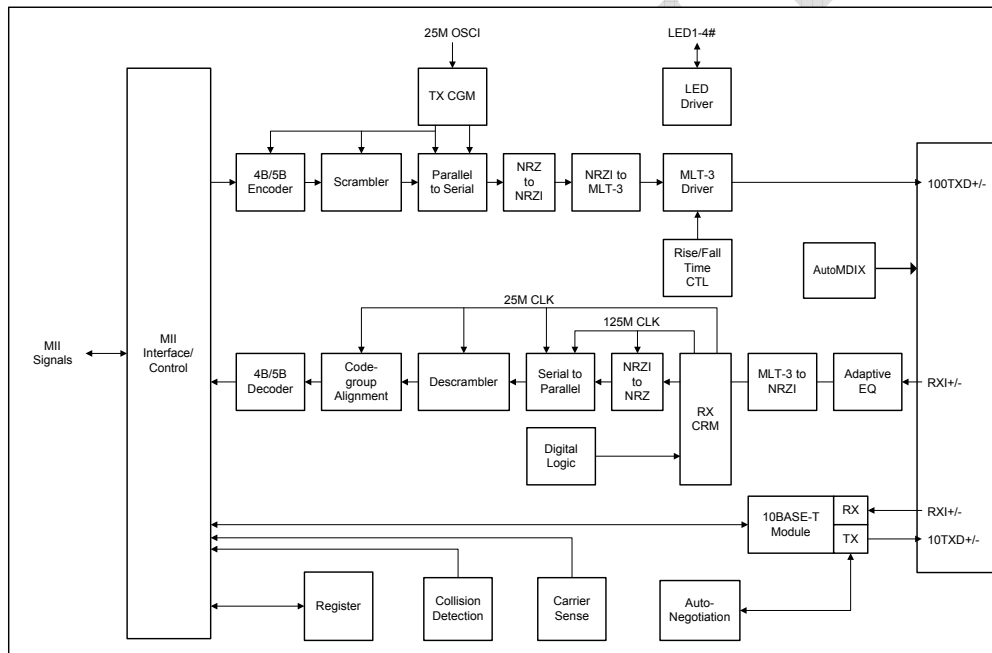 25M OSCI
LED1-4#
TX CGM
LED
Driver
4B/5B
Encoder
Scrambler
Parallel
to Serial
NRZ
to
NRZI
NRZI to
MLT-3
MLT-3
Driver
100TXD+/-
Rise/Fall
Time
CTL
AutoMDIX
25M CLK
125M CLK
MII
Signals
MII
Interface/
Control
4B/5B
Decoder
Code-
group
Alignment
Descrambler
Serial to
Parallel
NRZI
to
NRZ
RX
CRM
MLT-3 to
NRZI
Adaptive
EQ
RXI+/-
Digital
Logic
10BASE-T
Module
RX
TX
RXI+/-
10TXD+/-
Register
Collision
Detection
Carrier
Sense
Auto-
Negotiation